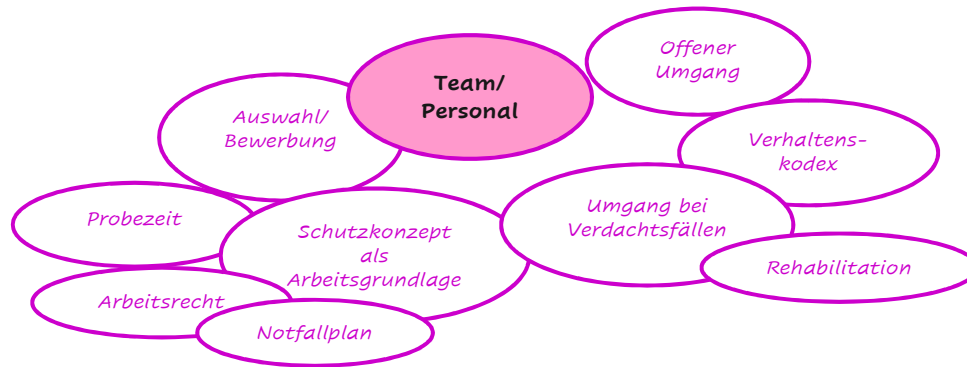 Team/
Personal
Offener
Umgang
Auswahl/
Bewerbung
Verhaltens-
kodex
Probezeit
Schutzkonzept
als
Arbeitsgrundlage
Umgang bei
Verdachtsfällen
Rehabilitation
Arbeitsrecht
Notfallplan